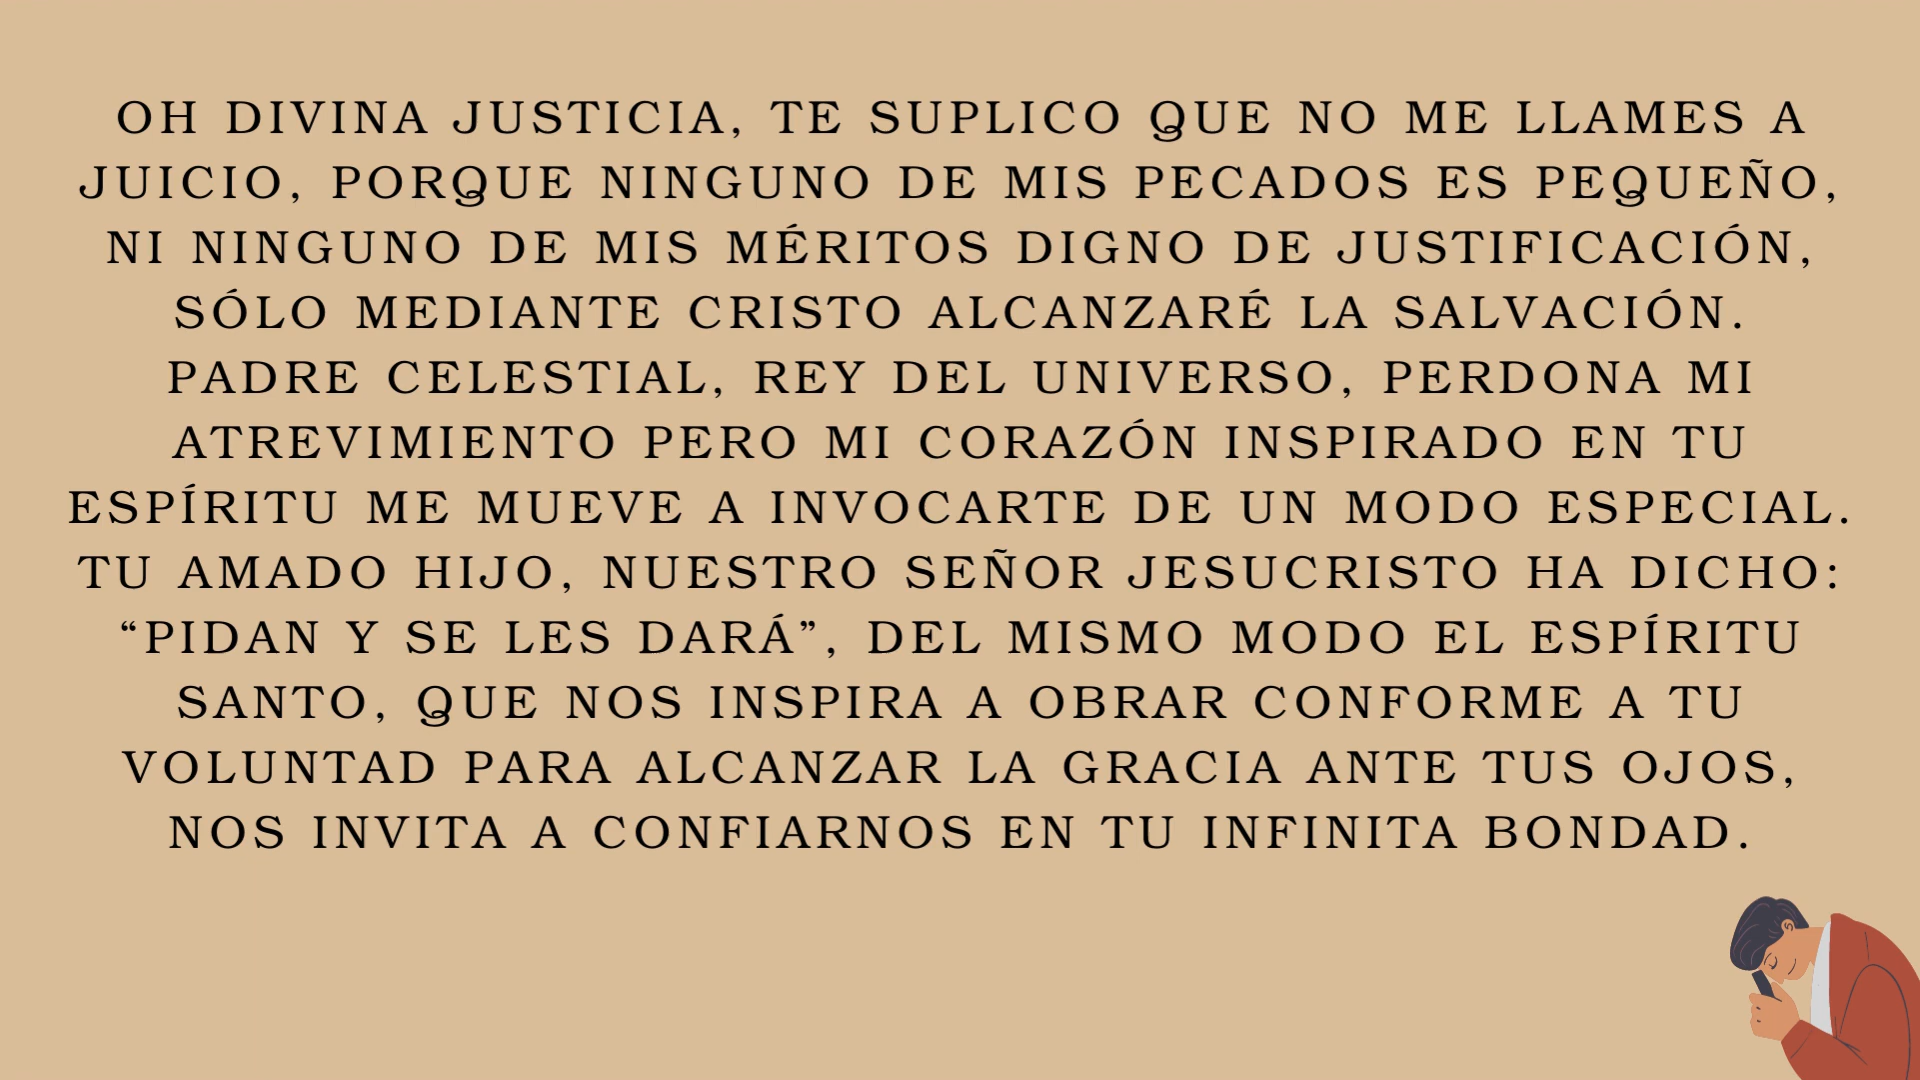 OH DIVINA JUSTICIA, TE SUPLICO QUE NO ME LLAMES A
JUICIO, PORQUE NINGUNO DE MIS PECADOS ES PEQUEÑO,
NI NINGUNO DE MIS MÉRITOS DIGNO DE JUSTIFICACIÓN,
SÓLO MEDIANTE CRISTO ALCANZARÉ LA SALVACIÓN.
PADRE CELESTIAL, REY DEL UNIVERSO, PERDONA MI
ATREVIMIENTO PERO MI CORAZÓN INSPIRADO EN TU
ESPÍRITU ME MUEVE A INVOCARTE DE UN MODO ESPECIAL.
TU AMADO HIJO, NUESTRO SEÑOR JESUCRISTO HA DICHO:
“PIDAN Y SE LES DARÁ”, DEL MISMO MODO EL ESPÍRITU
SANTO, QUE NOS INSPIRA A OBRAR CONFORME A TU
VOLUNTAD PARA ALCANZAR LA GRACIA ANTE TUS OJOS,
NOS INVITA A CONFIARNOS EN TU INFINITA BONDAD.